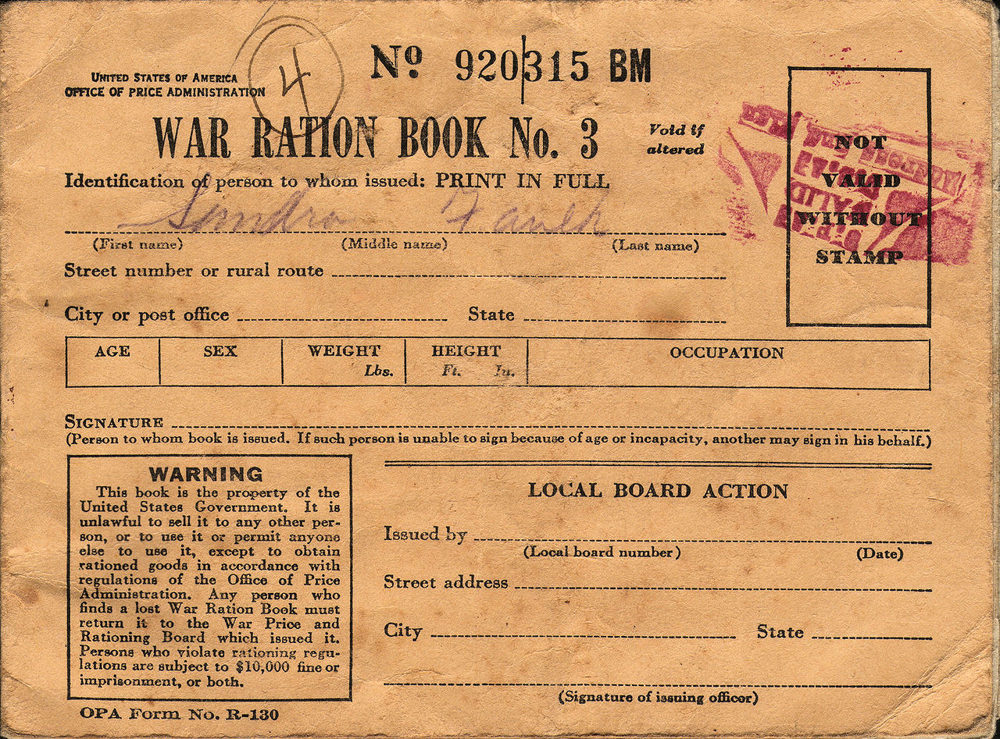 4
UNITED STATES OF AMERICA
OFFICE OF PRICE ADMINISTRATION
Nº 920315 BM
WAR RATION BOOK No. 3
Void if
altered
Identification of person to whom issued: PRINT IN FULL
Sandra Faulk
(First name) (Middle name) (Last name)
Street number or rural route
City or post office State
NOT
VALID
WITHOUT
STAMP
AGE SEX WEIGHT HEIGHT OCCUPATION
Lbs. Ft. In.
SIGNATURE
(Person to whom book is issued. If such person is unable to sign because of age or incapacity, another may sign in his behalf.)
WARNING
This book is the property of the
United States Government. It is
unlawful to sell it to any other per-
son, or to use it or permit anyone
else to use it, except to obtain
rationed goods in accordance with
regulations of the Office of Price
Administration. Any person who
finds a lost War Ration Book must
return it to the War Price and
Rationing Board which issued it.
Persons who violate rationing regu-
lations are subject to $10,000 fine or
imprisonment, or both.
OPA Form No. R-130
LOCAL BOARD ACTION
Issued by
(Local board number) (Date)
Street address
City State
(Signature of issuing officer)